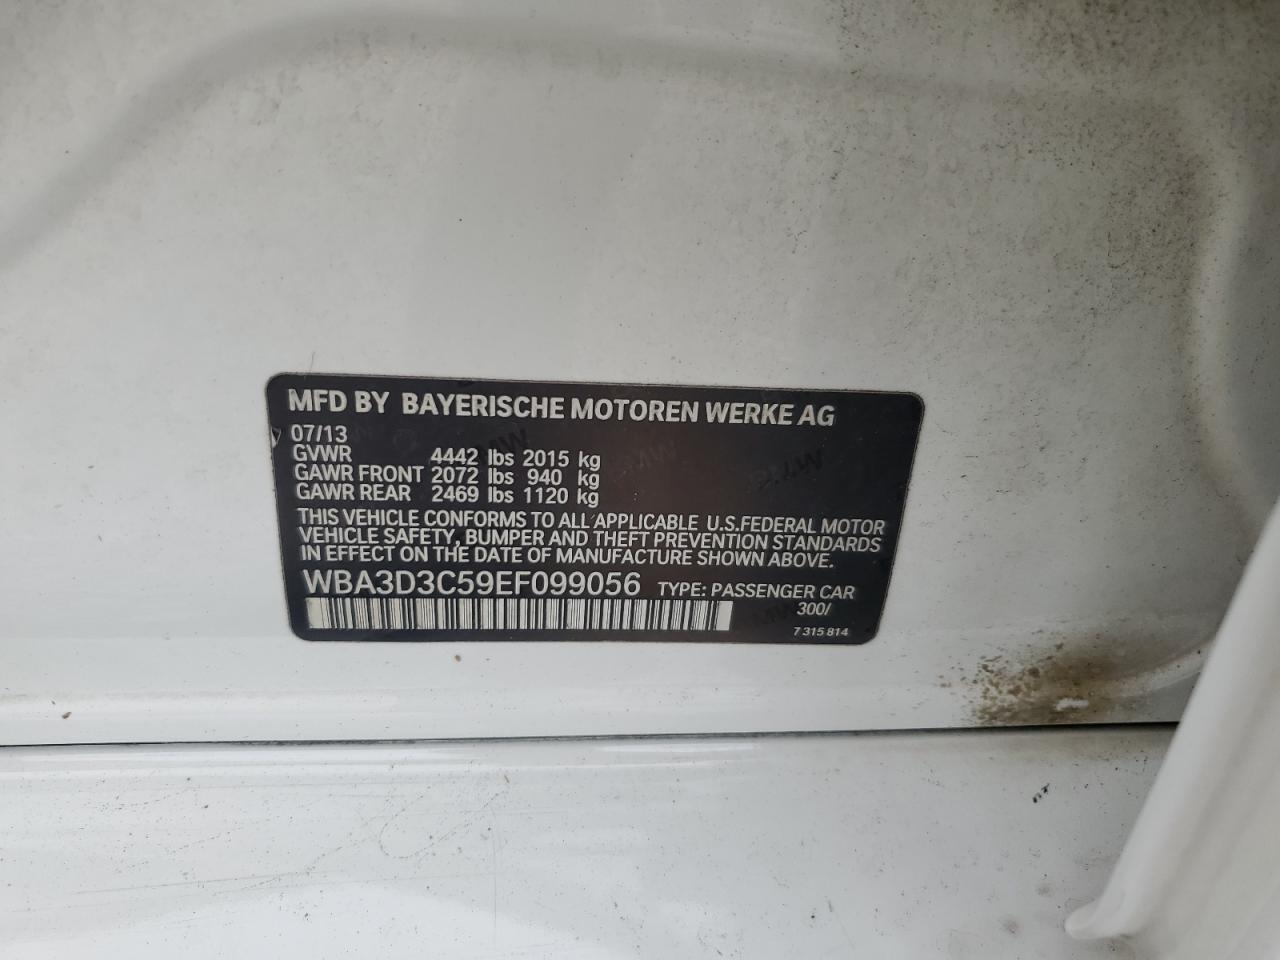 MFD BY BAYERISCHE MOTOREN WERKE AG
07/13
GVWR 4442 lbs 2015 kg
GAWR FRONT 2072 lbs 940 kg
GAWR REAR 2469 lbs 1120 kg
THIS VEHICLE CONFORMS TO ALL APPLICABLE U.S.FEDERAL MOTOR
VEHICLE SAFETY, BUMPER AND THEFT PREVENTION STANDARDS
IN EFFECT ON THE DATE OF MANUFACTURE SHOWN ABOVE.
WBA3D3C59EF099056 TYPE: PASSENGER CAR
300/
7 315 814